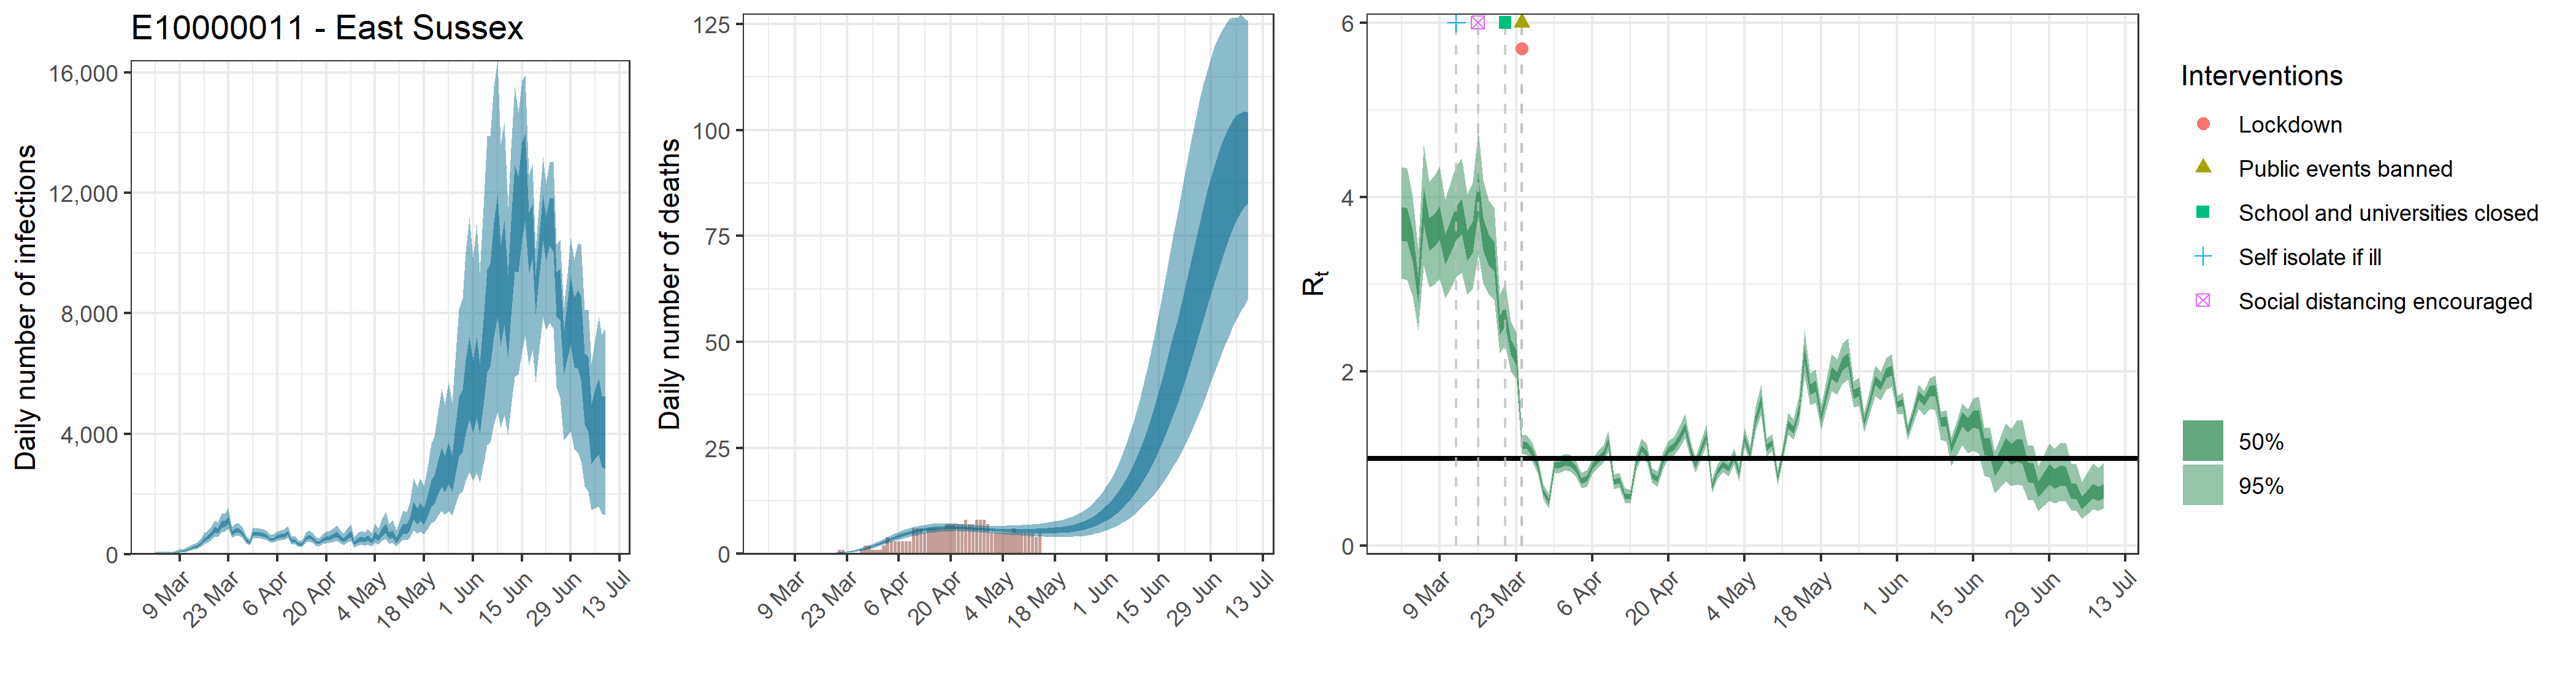 E10000011 - East Sussex
Daily number of infections
16,000
12,000
8,000
4,000
0
9 Mar
23 Mar
6 Apr
20 Apr
4 May
18 May
1 Jun
15 Jun
29 Jun
13 Jul
Daily number of deaths
125
100
75
50
25
0
9 Mar
23 Mar
6 Apr
20 Apr
4 May
18 May
1 Jun
15 Jun
29 Jun
13 Jul
Rt
6
4
2
0
9 Mar
23 Mar
6 Apr
20 Apr
4 May
18 May
1 Jun
15 Jun
29 Jun
13 Jul
Interventions
Lockdown
Public events banned
School and universities closed
Self isolate if ill
Social distancing encouraged
50%
95%